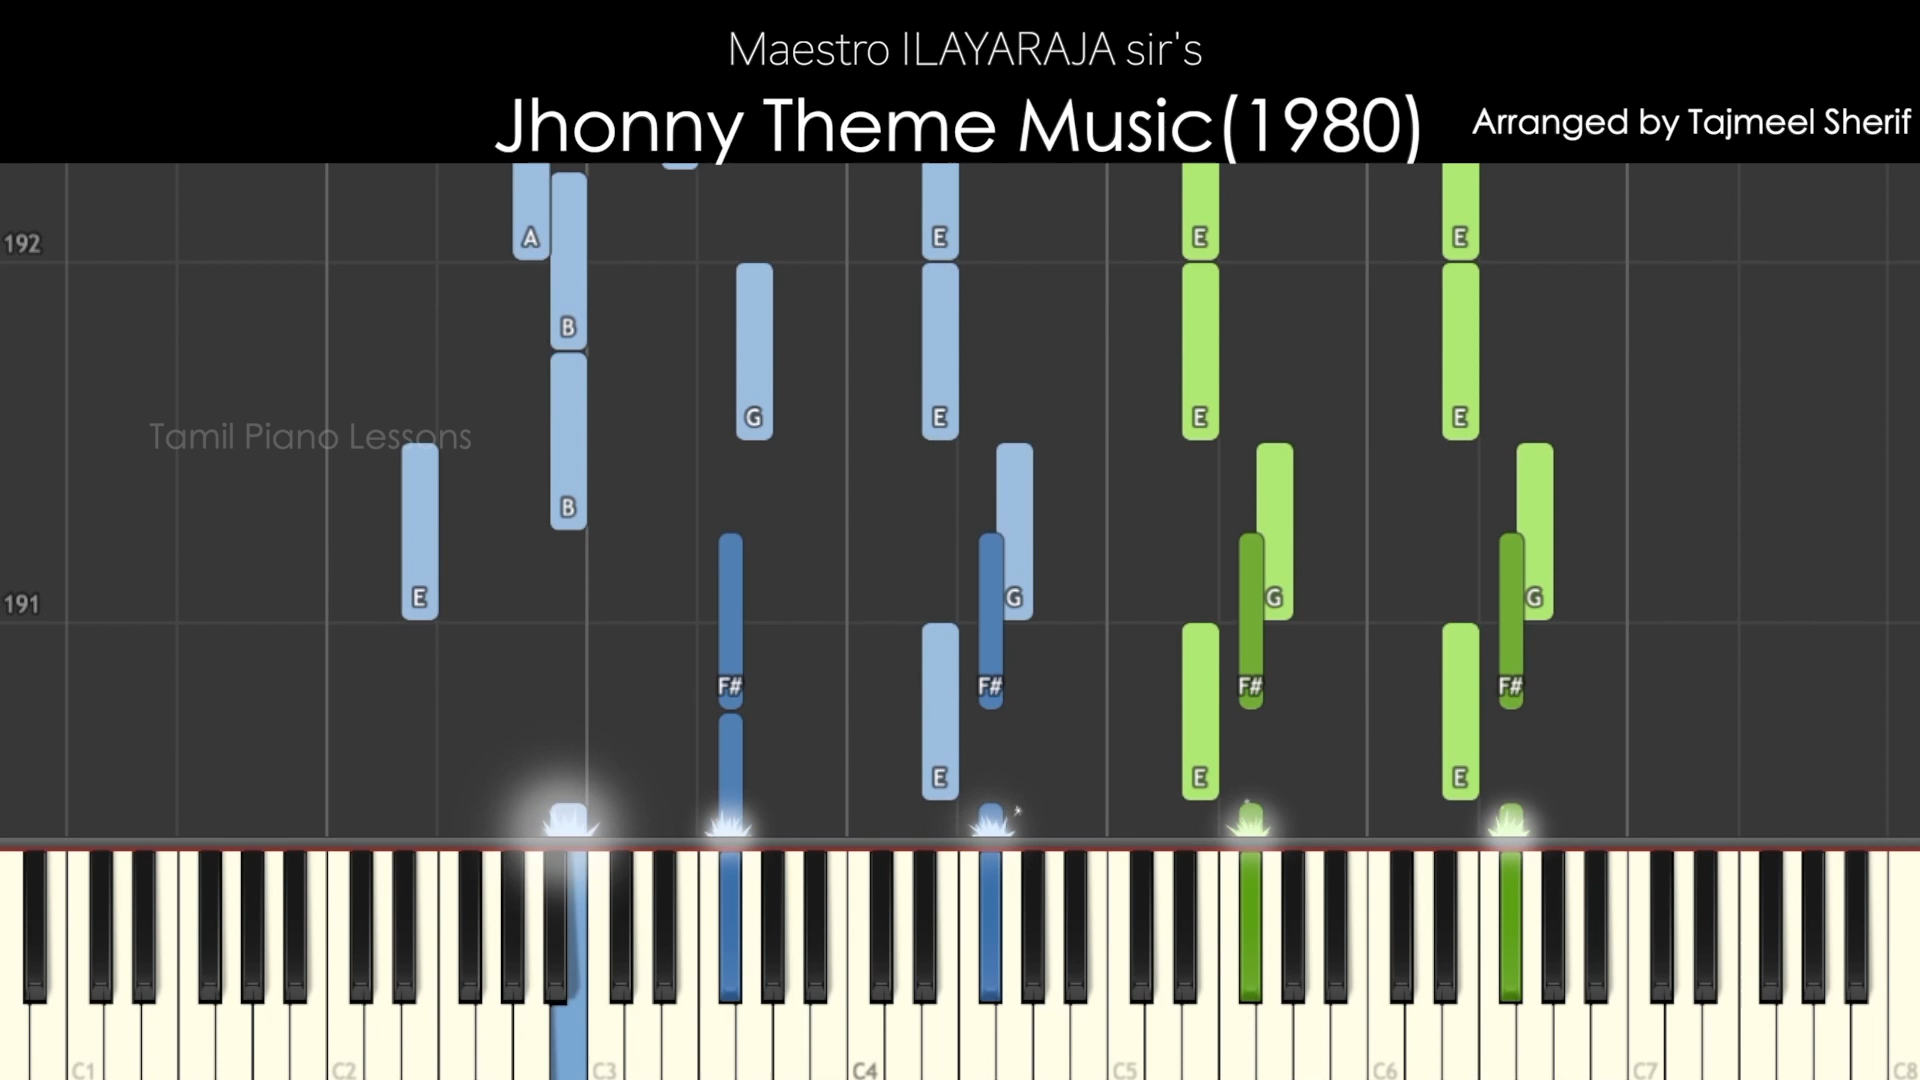 Maestro ILAYARAJA sir's
Jhonny Theme Music(1980)
Arranged by Tajmeel Sherif
192
A
E
E
E
B
G
E
E
E
Tamil Piano Lessons
B
191
E
G
G
G
F#
F#
F#
F#
E
E
E
C1
C2
C3
C4
C5
C6
C7
C8